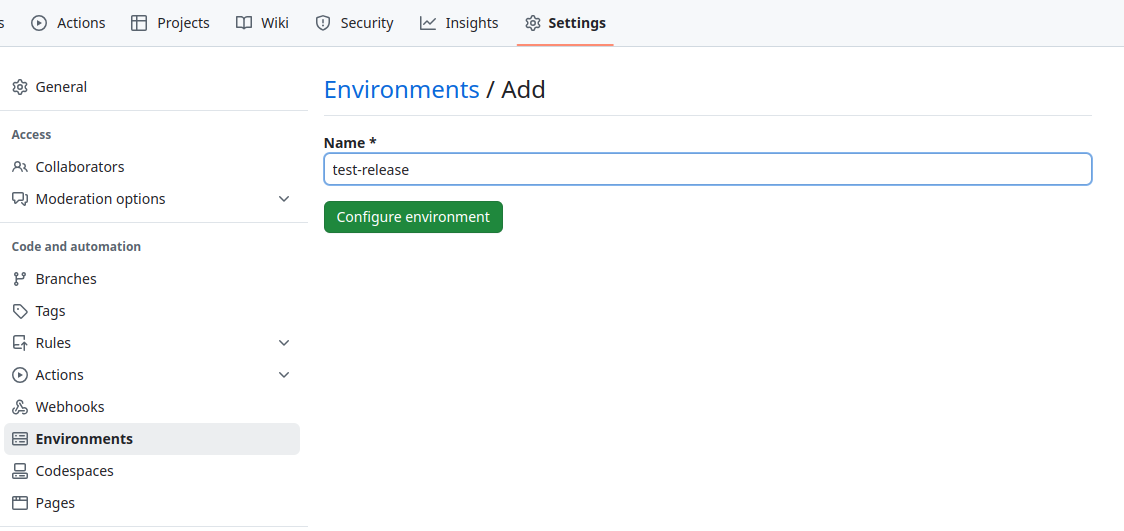 s Actions Projects Wiki Security Insights Settings
General
Access
Collaborators
Moderation options
Code and automation
Branches
Tags
Rules
Actions
Webhooks
Environments
Codespaces
Pages
Environments / Add
Name *
test-release
Configure environment